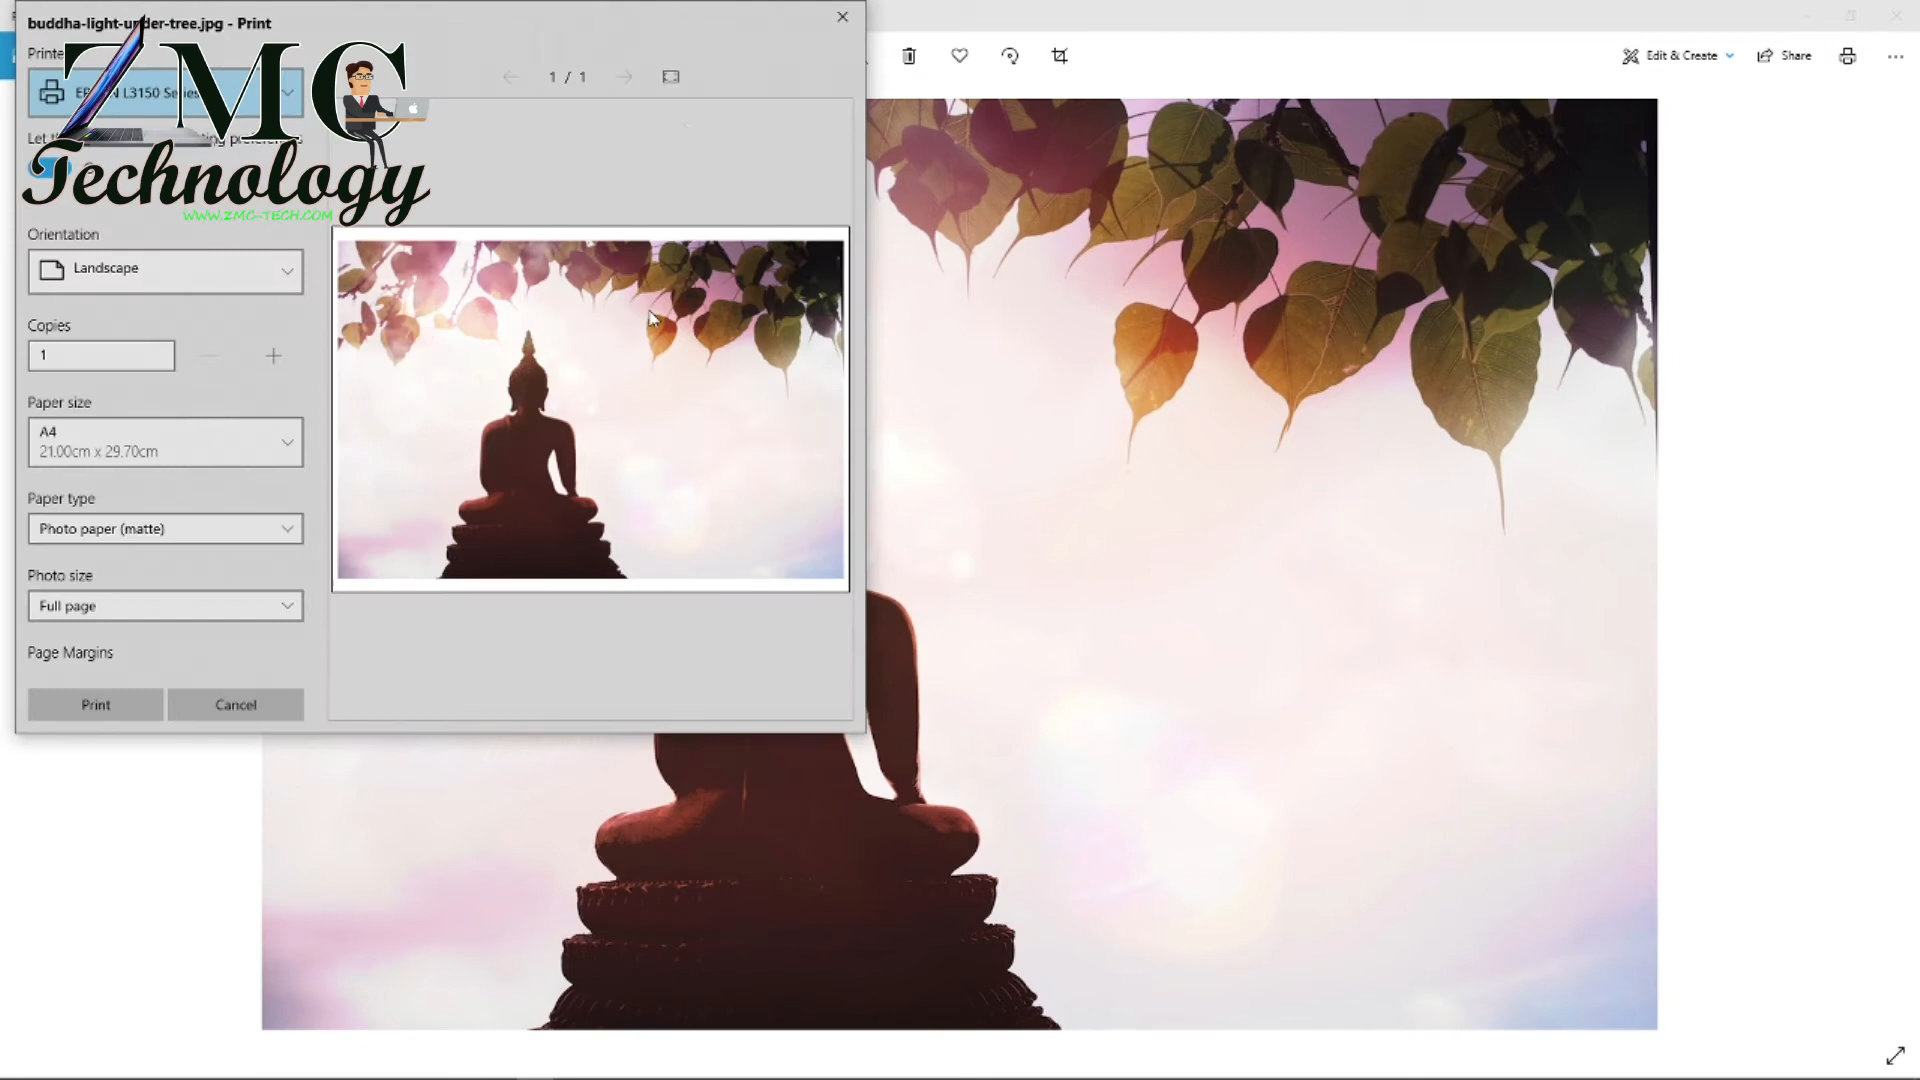 buddha-light-under-tree.jpg - Print
ZMC
Technology
WWW.ZMC-TECH.COM
L3150
1 / 1
Edit & Create
Share
Orientation
Landscape
Copies
1
Paper size
A4
21.00cm x 29.70cm
Paper type
Photo paper (matte)
Photo size
Full page
Page Margins
Print
Cancel